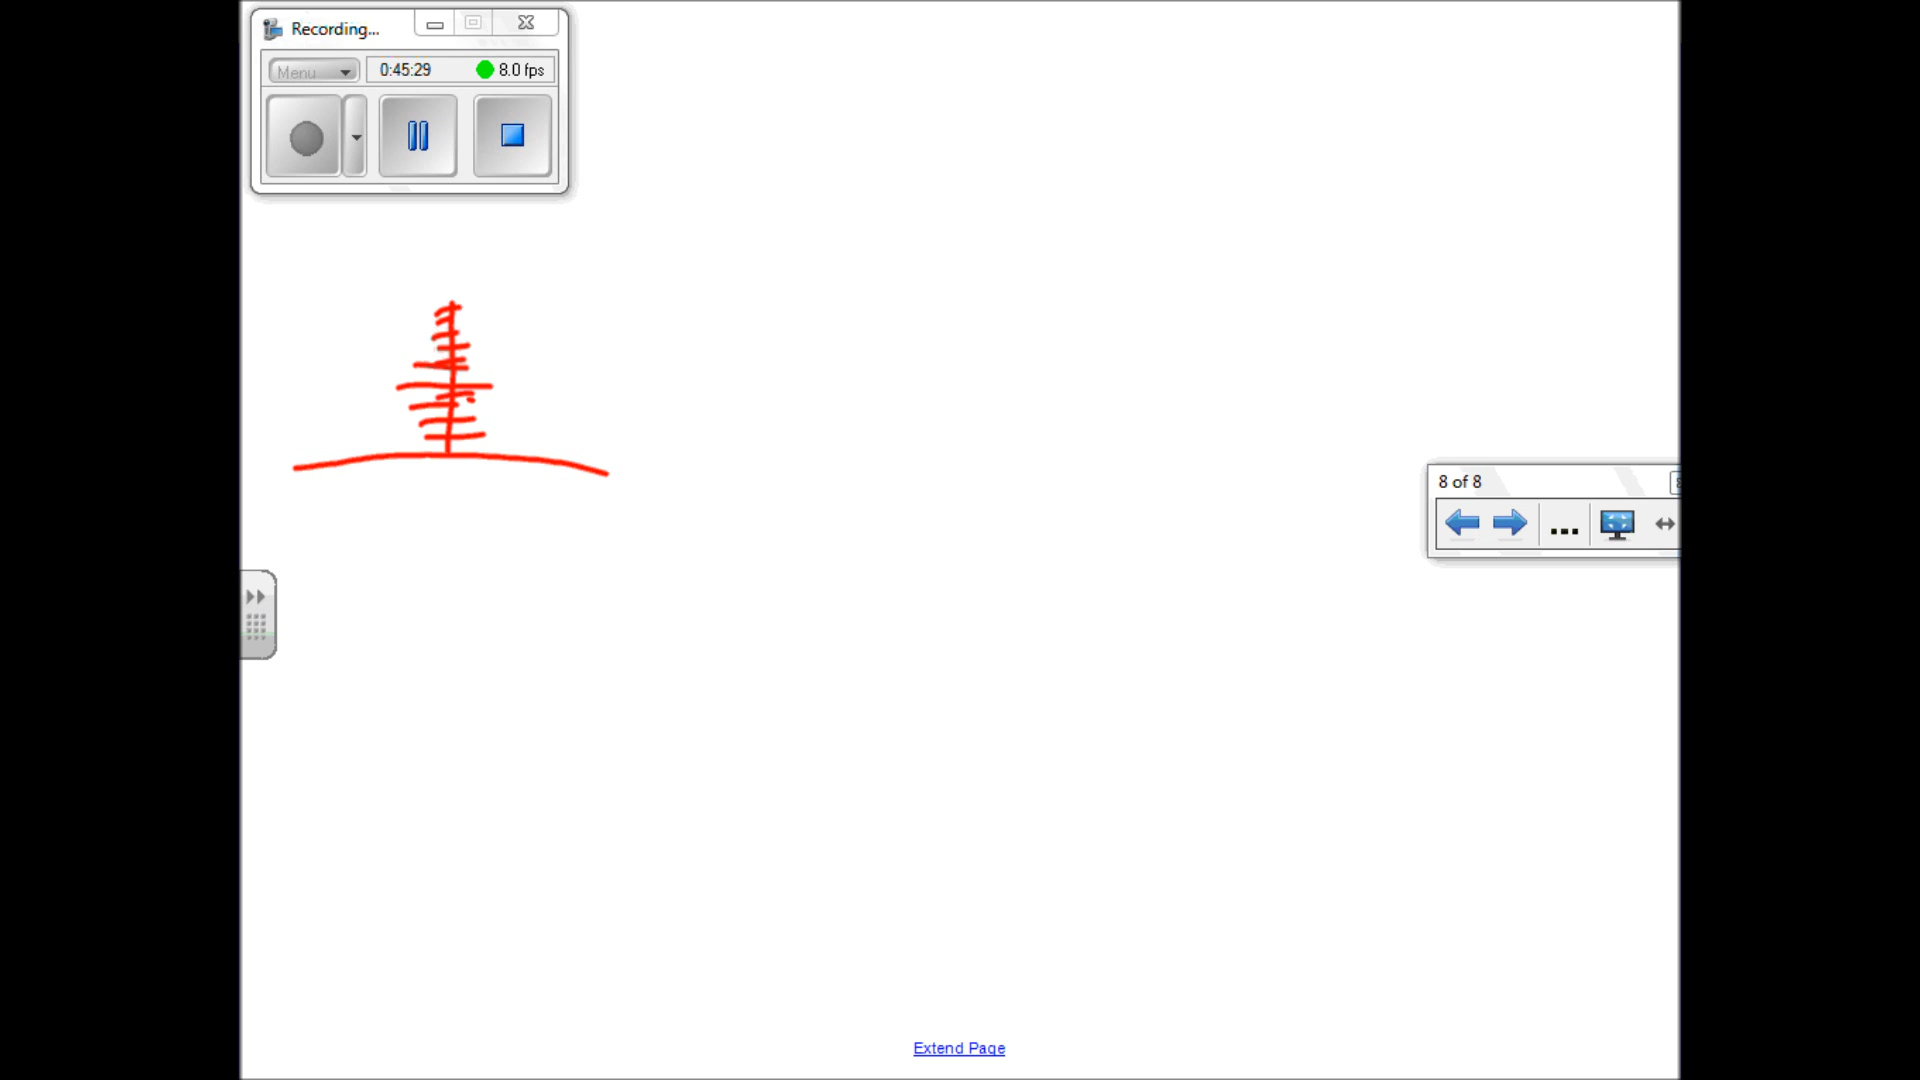 Recording...
Menu
0:45:29
8.0 fps
8 of 8
...
Extend Page